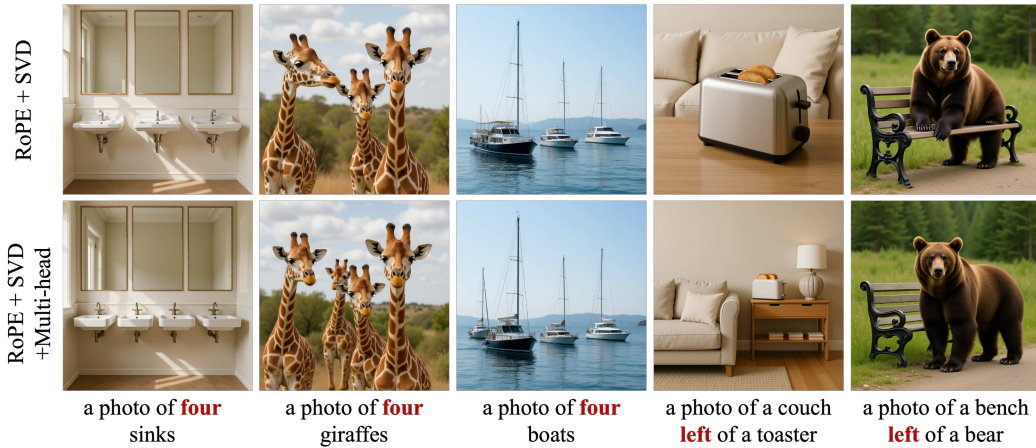 RoPE + SVD
RoPE + SVD
+Multi-head
a photo of four
sinks
a photo of four
giraffes
a photo of four
boats
a photo of a couch
left of a toaster
a photo of a bench
left of a bear